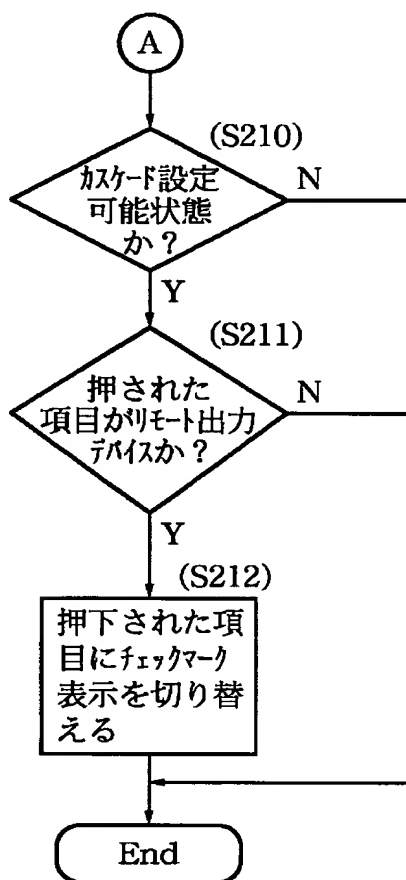 A
(S210)
カスケード設定
可能状態
か？
N
Y
(S211)
押された
項目がリモート出力
デバイスか？
N
Y
(S212)
押下された項
目にチェックマーク
表示を切り替
える
End